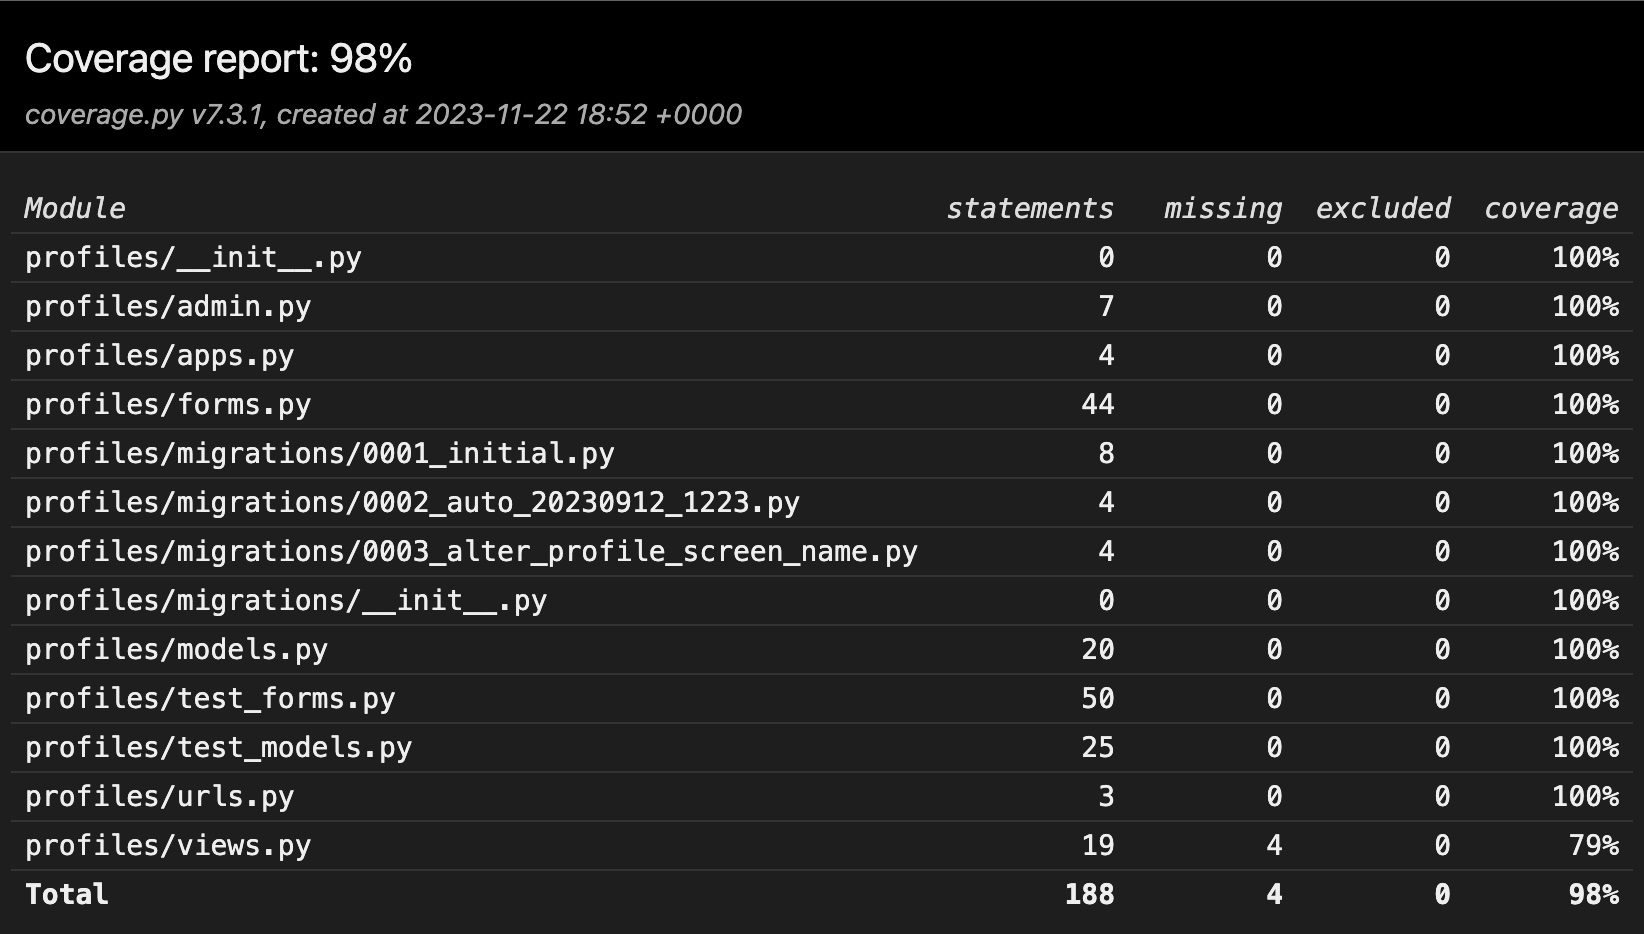 Coverage report: 98%
coverage.py v7.3.1, created at 2023-11-22 18:52 +0000
Module statements missing excluded coverage
profiles/__init__.py 0 0 0 100%
profiles/admin.py 7 0 0 100%
profiles/apps.py 4 0 0 100%
profiles/forms.py 44 0 0 100%
profiles/migrations/0001_initial.py 8 0 0 100%
profiles/migrations/0002_auto_20230912_1223.py 4 0 0 100%
profiles/migrations/0003_alter_profile_screen_name.py 4 0 0 100%
profiles/migrations/__init__.py 0 0 0 100%
profiles/models.py 20 0 0 100%
profiles/test_forms.py 50 0 0 100%
profiles/test_models.py 25 0 0 100%
profiles/urls.py 3 0 0 100%
profiles/views.py 19 4 0 79%
Total 188 4 0 98%